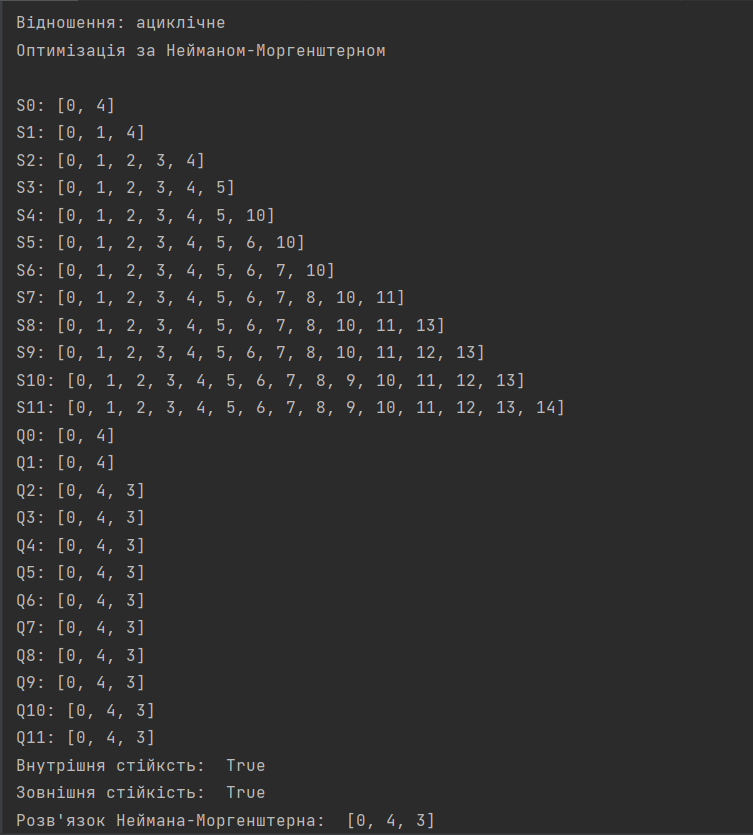 Відношення: ациклічне
Оптимізація за Нейманом-Моргенштерном
S0: [0, 4]
S1: [0, 1, 4]
S2: [0, 1, 2, 3, 4]
S3: [0, 1, 2, 3, 4, 5]
S4: [0, 1, 2, 3, 4, 5, 10]
S5: [0, 1, 2, 3, 4, 5, 6, 10]
S6: [0, 1, 2, 3, 4, 5, 6, 7, 10]
S7: [0, 1, 2, 3, 4, 5, 6, 7, 8, 10, 11]
S8: [0, 1, 2, 3, 4, 5, 6, 7, 8, 10, 11, 13]
S9: [0, 1, 2, 3, 4, 5, 6, 7, 8, 10, 11, 12, 13]
S10: [0, 1, 2, 3, 4, 5, 6, 7, 8, 9, 10, 11, 12, 13]
S11: [0, 1, 2, 3, 4, 5, 6, 7, 8, 9, 10, 11, 12, 13, 14]
Q0: [0, 4]
Q1: [0, 4]
Q2: [0, 4, 3]
Q3: [0, 4, 3]
Q4: [0, 4, 3]
Q5: [0, 4, 3]
Q6: [0, 4, 3]
Q7: [0, 4, 3]
Q8: [0, 4, 3]
Q9: [0, 4, 3]
Q10: [0, 4, 3]
Q11: [0, 4, 3]
Внутрішня стійксть:  True
Зовнішня стійкість:  True
Розв'язок Неймана-Моргенштерна:  [0, 4, 3]